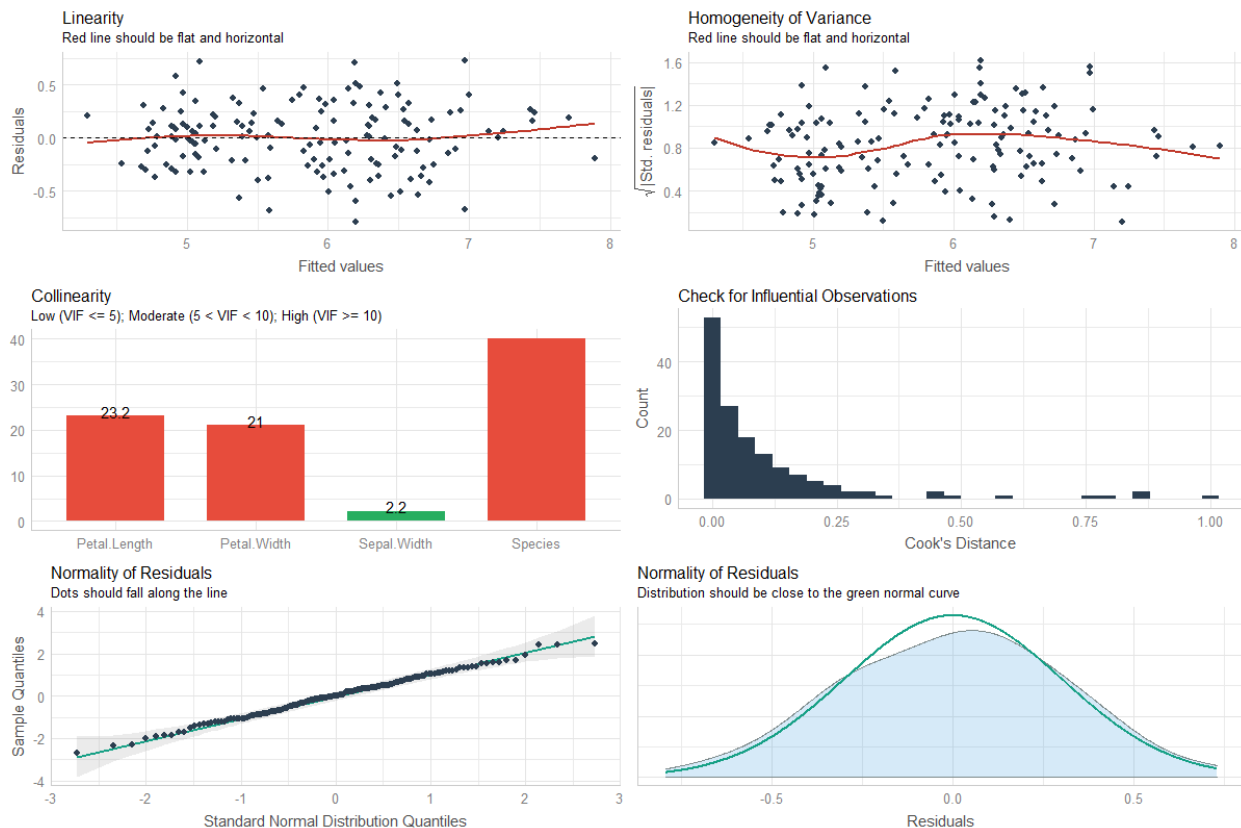 Linearity
Red line should be flat and horizontal
Residuals
0.5
0.0
-0.5
5
6
7
8
Fitted values
Homogeneity of Variance
Red line should be flat and horizontal
√|Std. residuals|
1.6
1.2
0.8
0.4
5
6
7
8
Fitted values
Collinearity
Low (VIF <= 5); Moderate (5 < VIF < 10); High (VIF >= 10)
40
30
20
10
0
23.2
21
2.2
Petal.Length
Petal.Width
Sepal.Width
Species
Check for Influential Observations
Count
40
20
0
0.00
0.25
0.50
0.75
1.00
Cook's Distance
Normality of Residuals
Dots should fall along the line
Sample Quantiles
4
2
0
-2
-4
-3
-2
-1
0
1
2
3
Standard Normal Distribution Quantiles
Normality of Residuals
Distribution should be close to the green normal curve
-0.5
0.0
0.5
Residuals